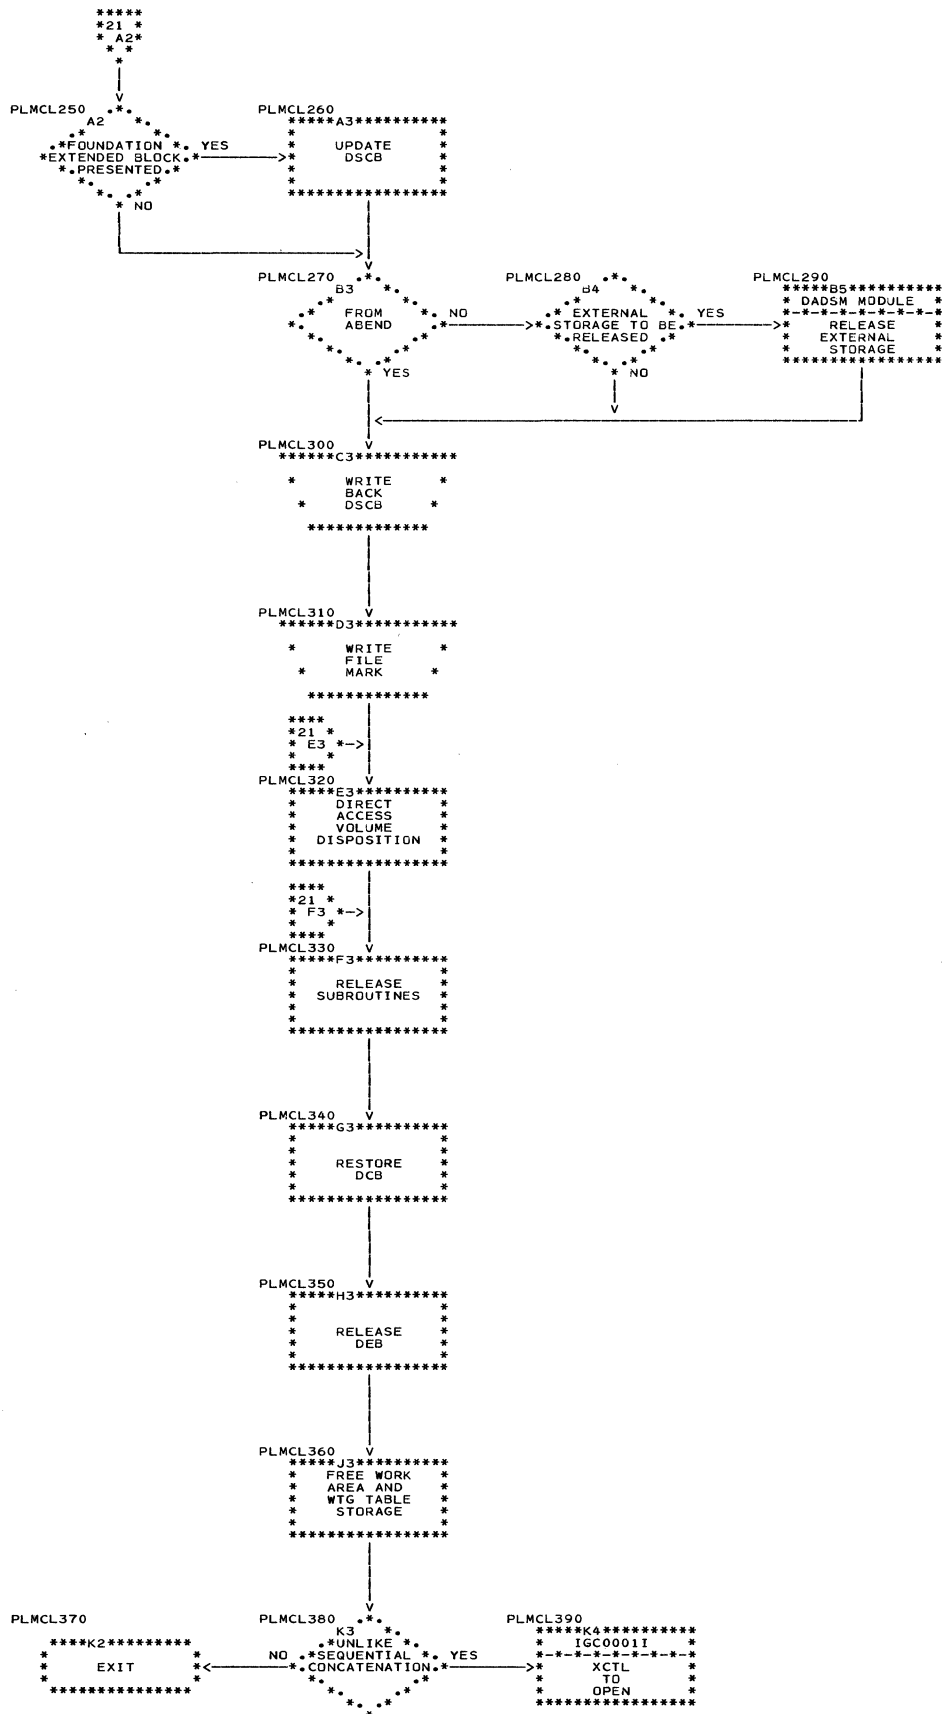 21
A2
PLMCL250
A2
FOUNDATION
EXTENDED BLOCK
PRESENTED
YES
NO
PLMCL260
A3
UPDATE
DSCB
PLMCL270
B3
FROM
ABEND
NO
YES
PLMCL280
B4
EXTERNAL
STORAGE TO BE
RELEASED
YES
NO
PLMCL290
B5
DADSM MODULE
RELEASE
EXTERNAL
STORAGE
PLMCL300
C3
WRITE
BACK
DSCB
PLMCL310
D3
WRITE
FILE
MARK
21
E3
PLMCL320
E3
DIRECT
ACCESS
VOLUME
DISPOSITION
21
F3
PLMCL330
F3
RELEASE
SUBROUTINES
PLMCL340
G3
RESTORE
DCB
PLMCL350
H3
RELEASE
DEB
PLMCL360
J3
FREE WORK
AREA AND
WTG TABLE
STORAGE
PLMCL370
K2
EXIT
PLMCL380
K3
UNLIKE
SEQUENTIAL
CONCATENATION
NO
YES
PLMCL390
K4
IGC0001I
XCTL
TO
OPEN